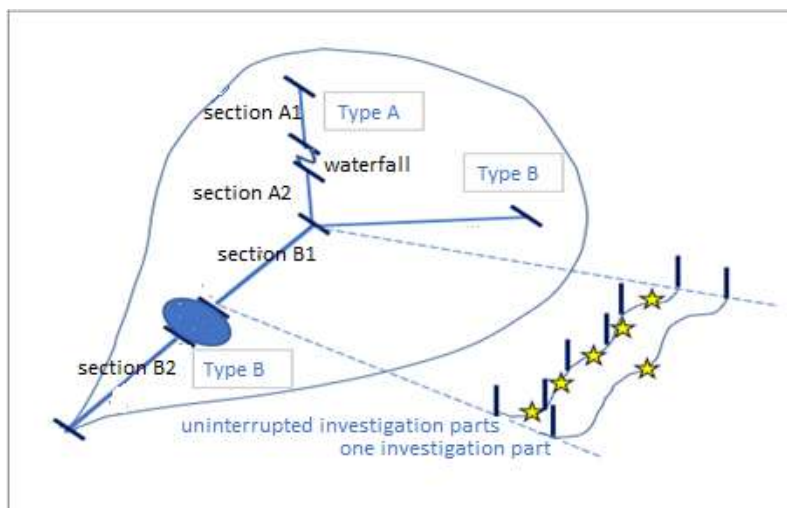 section A1
Type A
waterfall
Type B
section A2
section B1
section B2
Type B
uninterrupted investigation parts
one investigation part